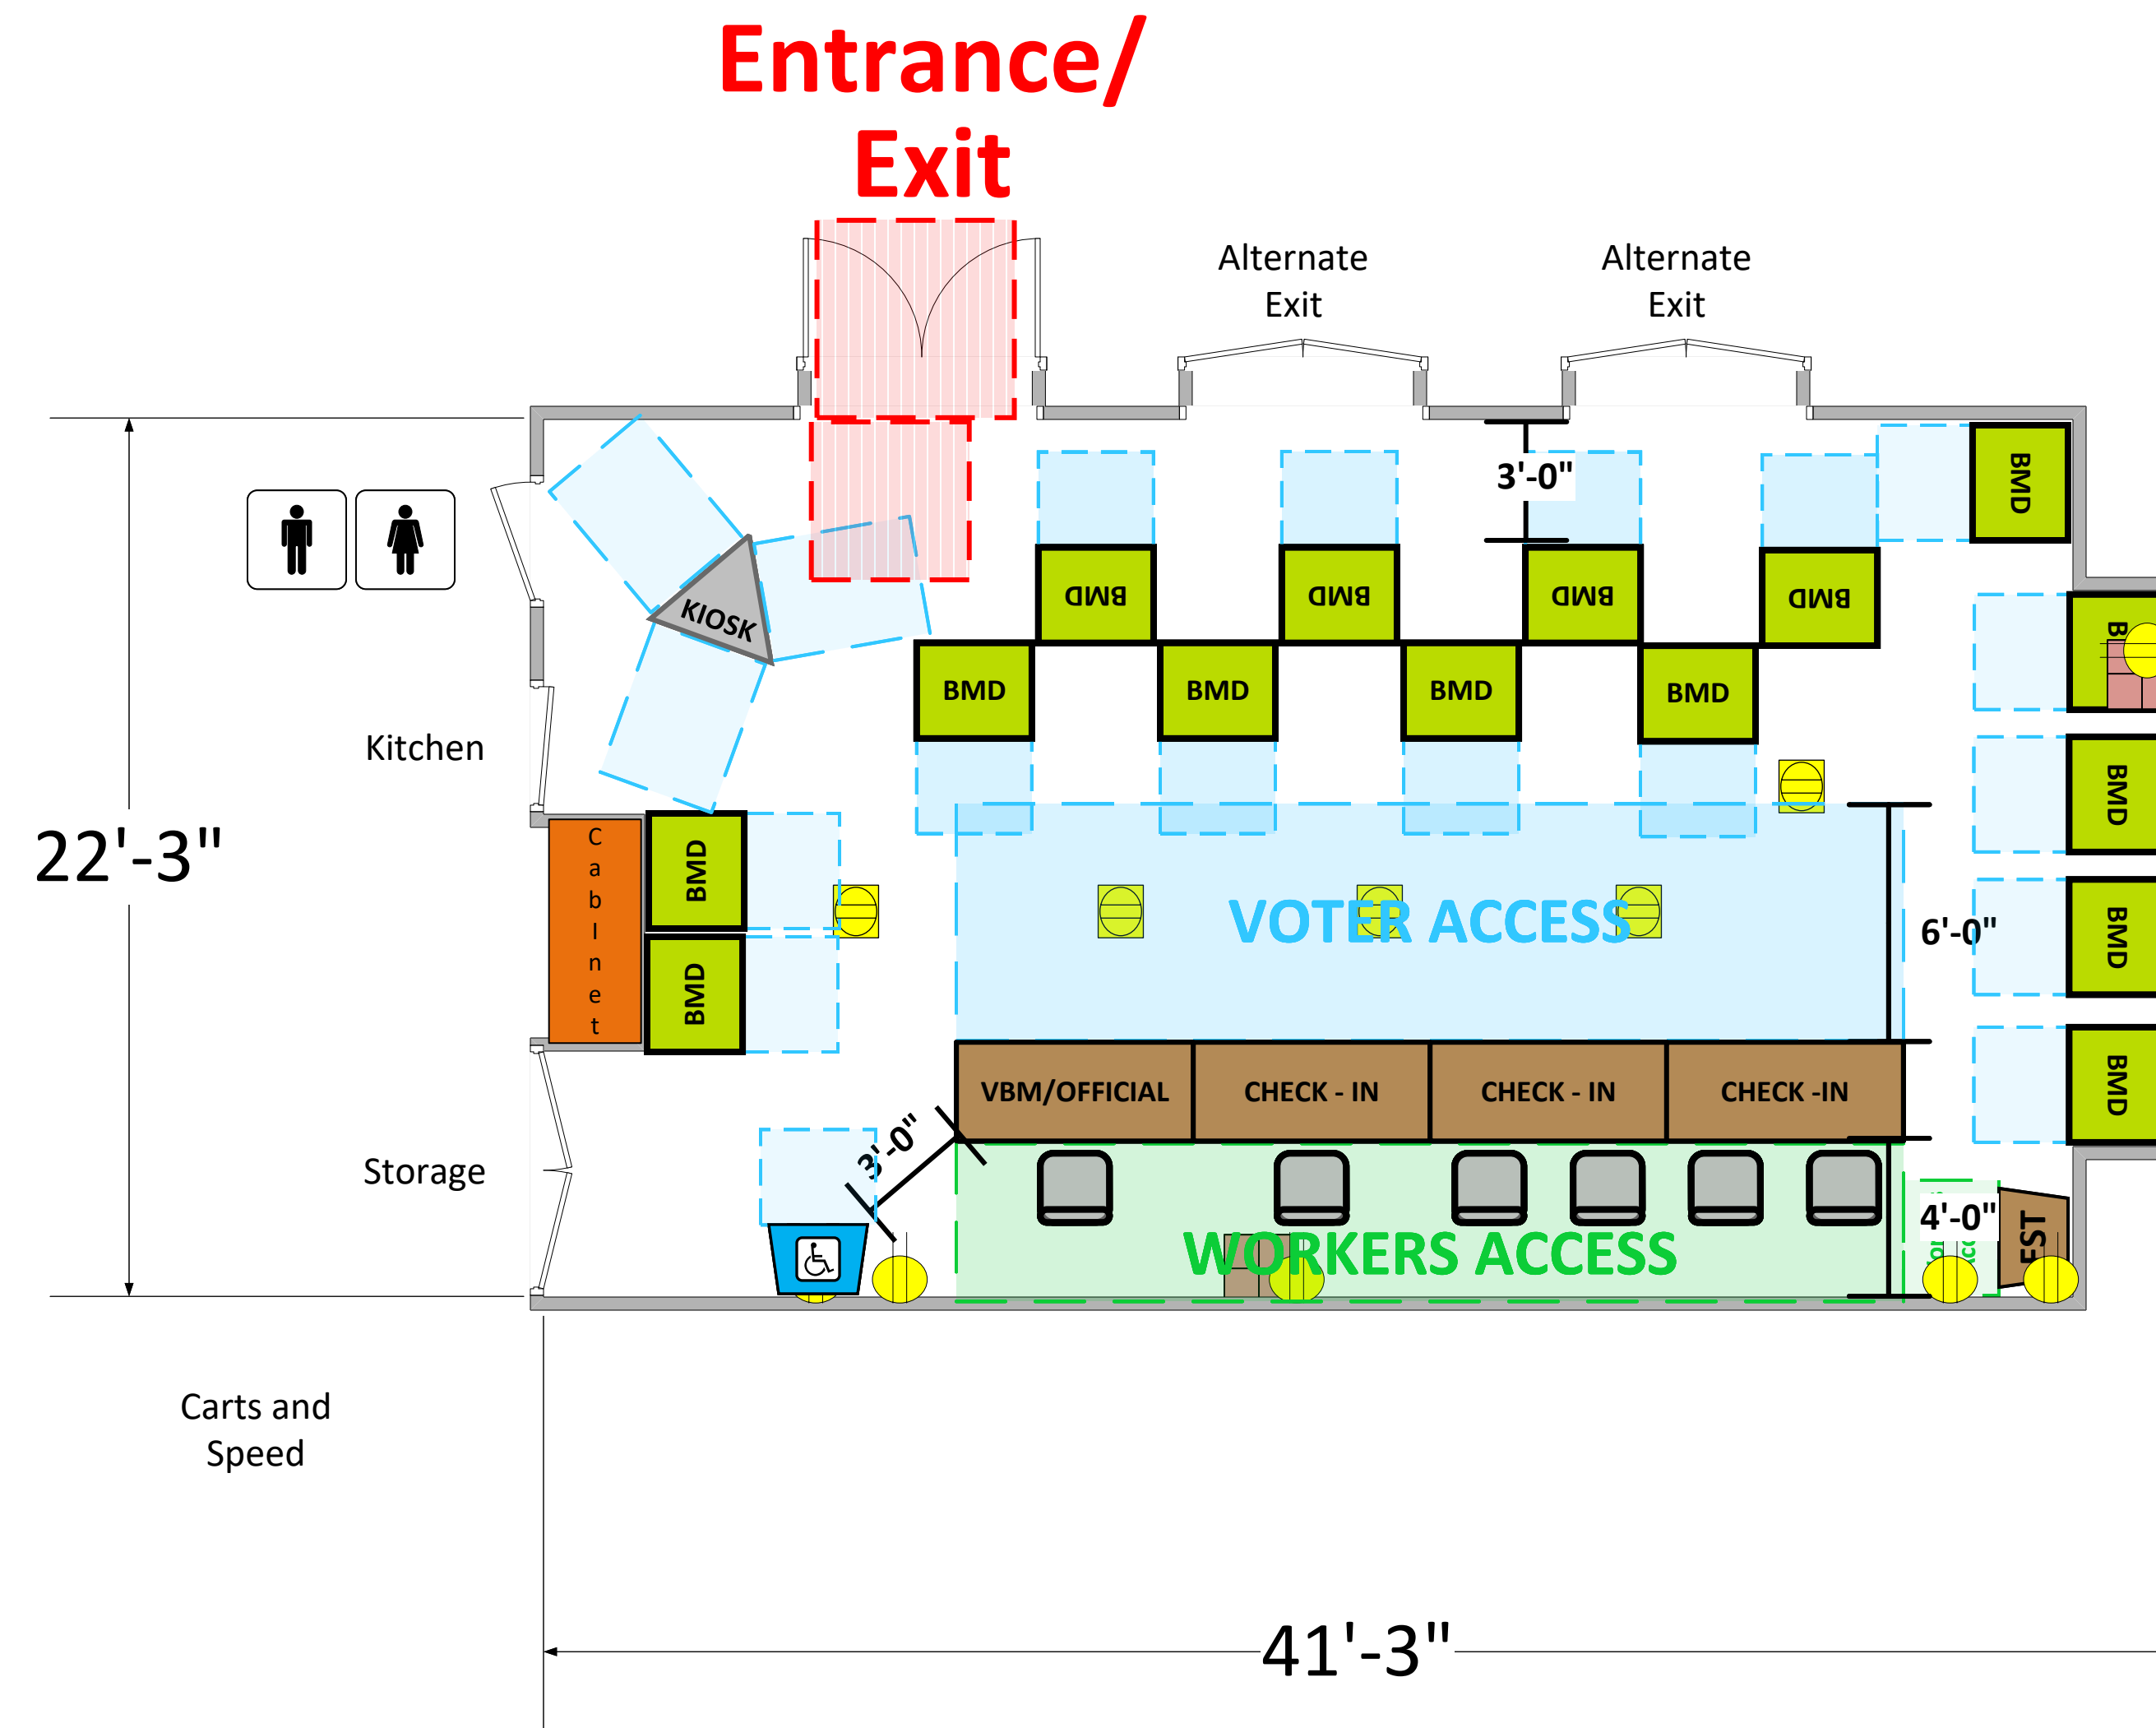 Entrance/
Exit
Alternate
Exit
Alternate
Exit
3'-0"
BMD
BMD
BMD
BMD
BMD
KIOSK
BMD
BMD
BMD
BMD
Kitchen
22'-3"
CabInet
BMD
BMD
BMD
BMD
BMD
VOTER ACCESS
6'-0"
VBM/OFFICIAL
CHECK - IN
CHECK - IN
CHECK -IN
3'-0"
Storage
WORKERS ACCESS
4'-0"
Carts and
Speed
41'-3"